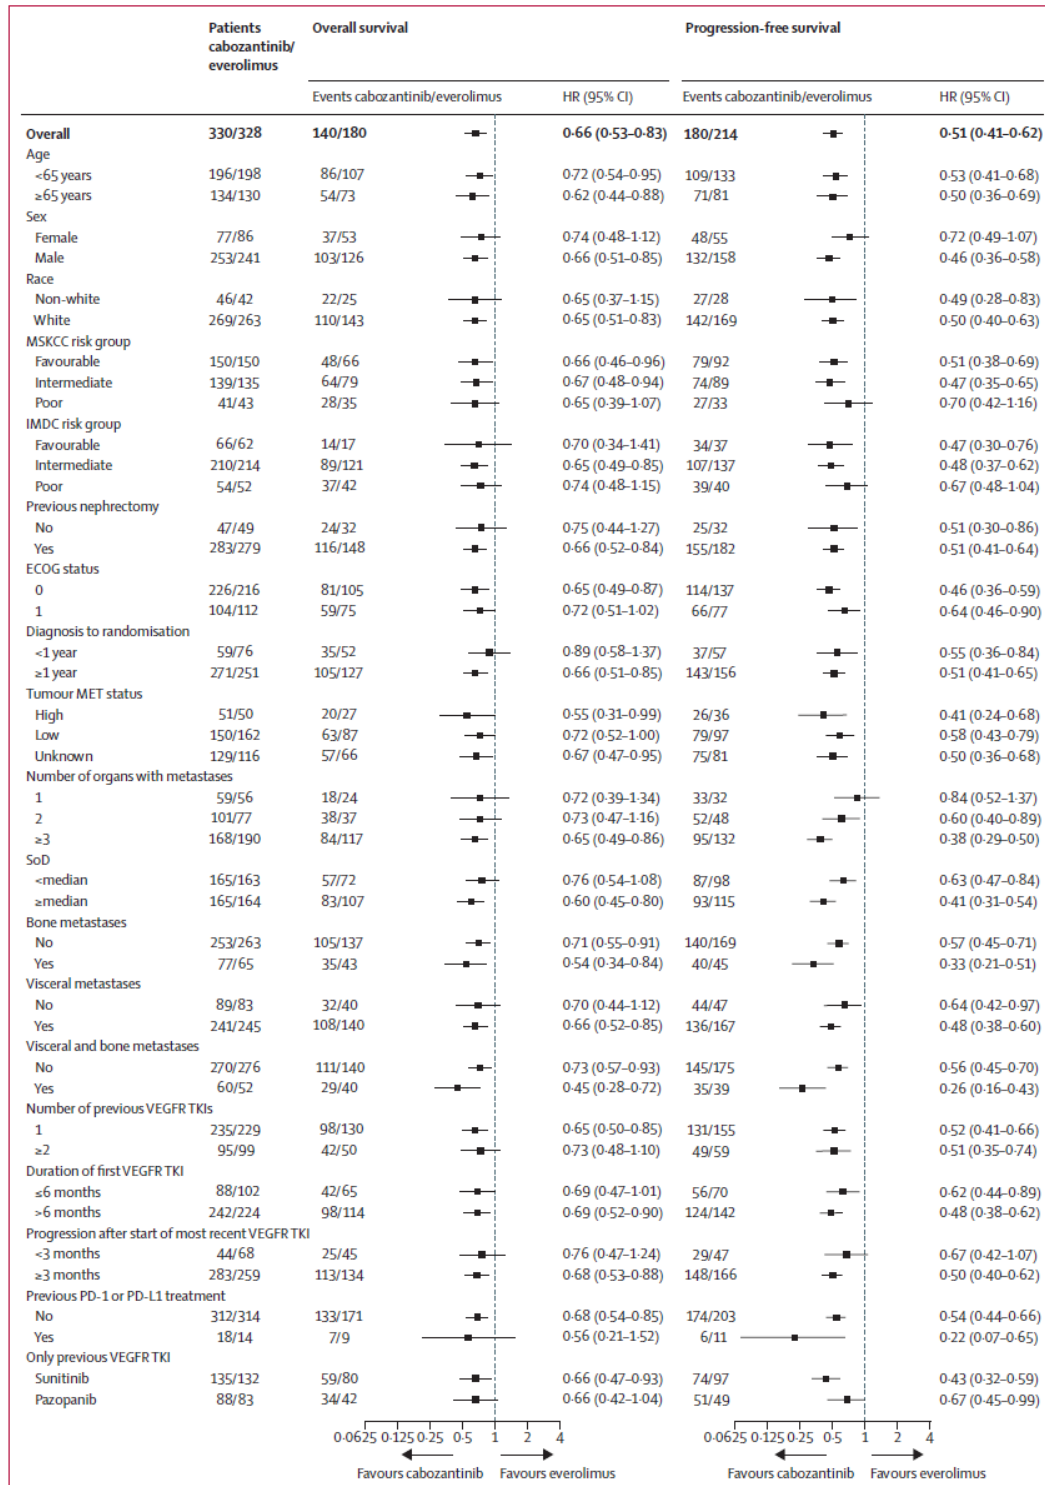 Patients cabozantinib/ everolimus Overall survival Progression-free survival
Events cabozantinib/everolimus HR (95% CI) Events cabozantinib/everolimus HR (95% CI)
Overall 330/328 140/180 0·66 (0·53–0·83) 180/214 0·51 (0·41–0·62)
Age
<65 years 196/198 86/107 0·72 (0·54–0·95) 109/133 0·53 (0·41–0·68)
≥65 years 134/130 54/73 0·62 (0·44–0·88) 71/81 0·50 (0·36–0·69)
Sex
Female 77/86 37/53 0·74 (0·48–1·12) 48/55 0·72 (0·49–1·07)
Male 253/241 103/126 0·66 (0·51–0·85) 132/158 0·46 (0·36–0·58)
Race
Non-white 46/42 22/25 0·65 (0·37–1·15) 27/28 0·49 (0·28–0·83)
White 269/263 110/143 0·65 (0·51–0·83) 142/169 0·50 (0·40–0·63)
MSKCC risk group
Favourable 150/150 48/66 0·66 (0·46–0·96) 79/92 0·51 (0·38–0·69)
Intermediate 139/135 64/79 0·67 (0·48–0·94) 74/89 0·47 (0·35–0·65)
Poor 41/43 28/35 0·65 (0·39–1·07) 27/33 0·70 (0·42–1·16)
IMDC risk group
Favourable 66/62 14/17 0·70 (0·34–1·41) 34/37 0·47 (0·30–0·76)
Intermediate 210/214 89/121 0·65 (0·49–0·85) 107/137 0·48 (0·37–0·62)
Poor 54/52 37/42 0·74 (0·48–1·15) 39/40 0·67 (0·48–1·04)
Previous nephrectomy
No 47/49 24/32 0·75 (0·44–1·27) 25/32 0·51 (0·30–0·86)
Yes 283/279 116/148 0·66 (0·52–0·84) 155/182 0·51 (0·41–0·64)
ECOG status
0 226/216 81/105 0·65 (0·49–0·87) 114/137 0·46 (0·36–0·59)
1 104/112 59/75 0·72 (0·51–1·02) 66/77 0·64 (0·46–0·90)
Diagnosis to randomisation
<1 year 59/76 35/52 0·89 (0·58–1·37) 37/57 0·55 (0·36–0·84)
≥1 year 271/251 105/127 0·66 (0·51–0·85) 143/156 0·51 (0·41–0·65)
Tumour MET status
High 51/50 20/27 0·55 (0·31–0·99) 26/36 0·41 (0·24–0·68)
Low 150/162 63/87 0·72 (0·52–1·00) 79/97 0·58 (0·43–0·79)
Unknown 129/116 57/66 0·67 (0·47–0·95) 75/81 0·50 (0·36–0·68)
Number of organs with metastases
1 59/56 18/24 0·72 (0·39–1·34) 33/32 0·84 (0·52–1·37)
2 101/77 38/37 0·73 (0·47–1·16) 52/48 0·60 (0·40–0·89)
≥3 168/190 84/117 0·65 (0·49–0·86) 95/132 0·38 (0·29–0·50)
SoD
<median 165/163 57/72 0·76 (0·54–1·08) 87/98 0·63 (0·47–0·84)
≥median 165/164 83/107 0·60 (0·45–0·80) 93/115 0·41 (0·31–0·54)
Bone metastases
No 253/263 105/137 0·71 (0·55–0·91) 140/169 0·57 (0·45–0·71)
Yes 77/65 35/43 0·54 (0·34–0·84) 40/45 0·33 (0·21–0·51)
Visceral metastases
No 89/83 32/40 0·70 (0·44–1·12) 44/47 0·64 (0·42–0·97)
Yes 241/245 108/140 0·66 (0·52–0·85) 136/167 0·48 (0·38–0·60)
Visceral and bone metastases
No 270/276 111/140 0·73 (0·57–0·93) 145/175 0·56 (0·45–0·70)
Yes 60/52 29/40 0·45 (0·28–0·72) 35/39 0·26 (0·16–0·43)
Number of previous VEGFR TKIs
1 235/229 98/130 0·65 (0·50–0·85) 131/155 0·52 (0·41–0·66)
≥2 95/99 42/50 0·73 (0·48–1·10) 49/59 0·51 (0·35–0·74)
Duration of first VEGFR TKI
≤6 months 88/102 42/65 0·69 (0·47–1·01) 56/70 0·62 (0·44–0·89)
>6 months 242/224 98/114 0·69 (0·52–0·90) 124/142 0·48 (0·38–0·62)
Progression after start of most recent VEGFR TKI
<3 months 44/68 25/45 0·76 (0·47–1·24) 29/47 0·67 (0·42–1·07)
≥3 months 283/259 113/134 0·68 (0·53–0·88) 148/166 0·50 (0·40–0·62)
Previous PD-1 or PD-L1 treatment
No 312/314 133/171 0·68 (0·54–0·85) 174/203 0·54 (0·44–0·66)
Yes 18/14 7/9 0·56 (0·21–1·52) 6/11 0·22 (0·07–0·65)
Only previous VEGFR TKI
Sunitinib 135/132 59/80 0·66 (0·47–0·93) 74/97 0·43 (0·32–0·59)
Pazopanib 88/83 34/42 0·66 (0·42–1·04) 51/49 0·67 (0·45–0·99)
0·0625 0·125 0·25 0·5 1 2 4 0·0625 0·125 0·25 0·5 1 2 4
Favours cabozantinib Favours everolimus Favours cabozantinib Favours everolimus